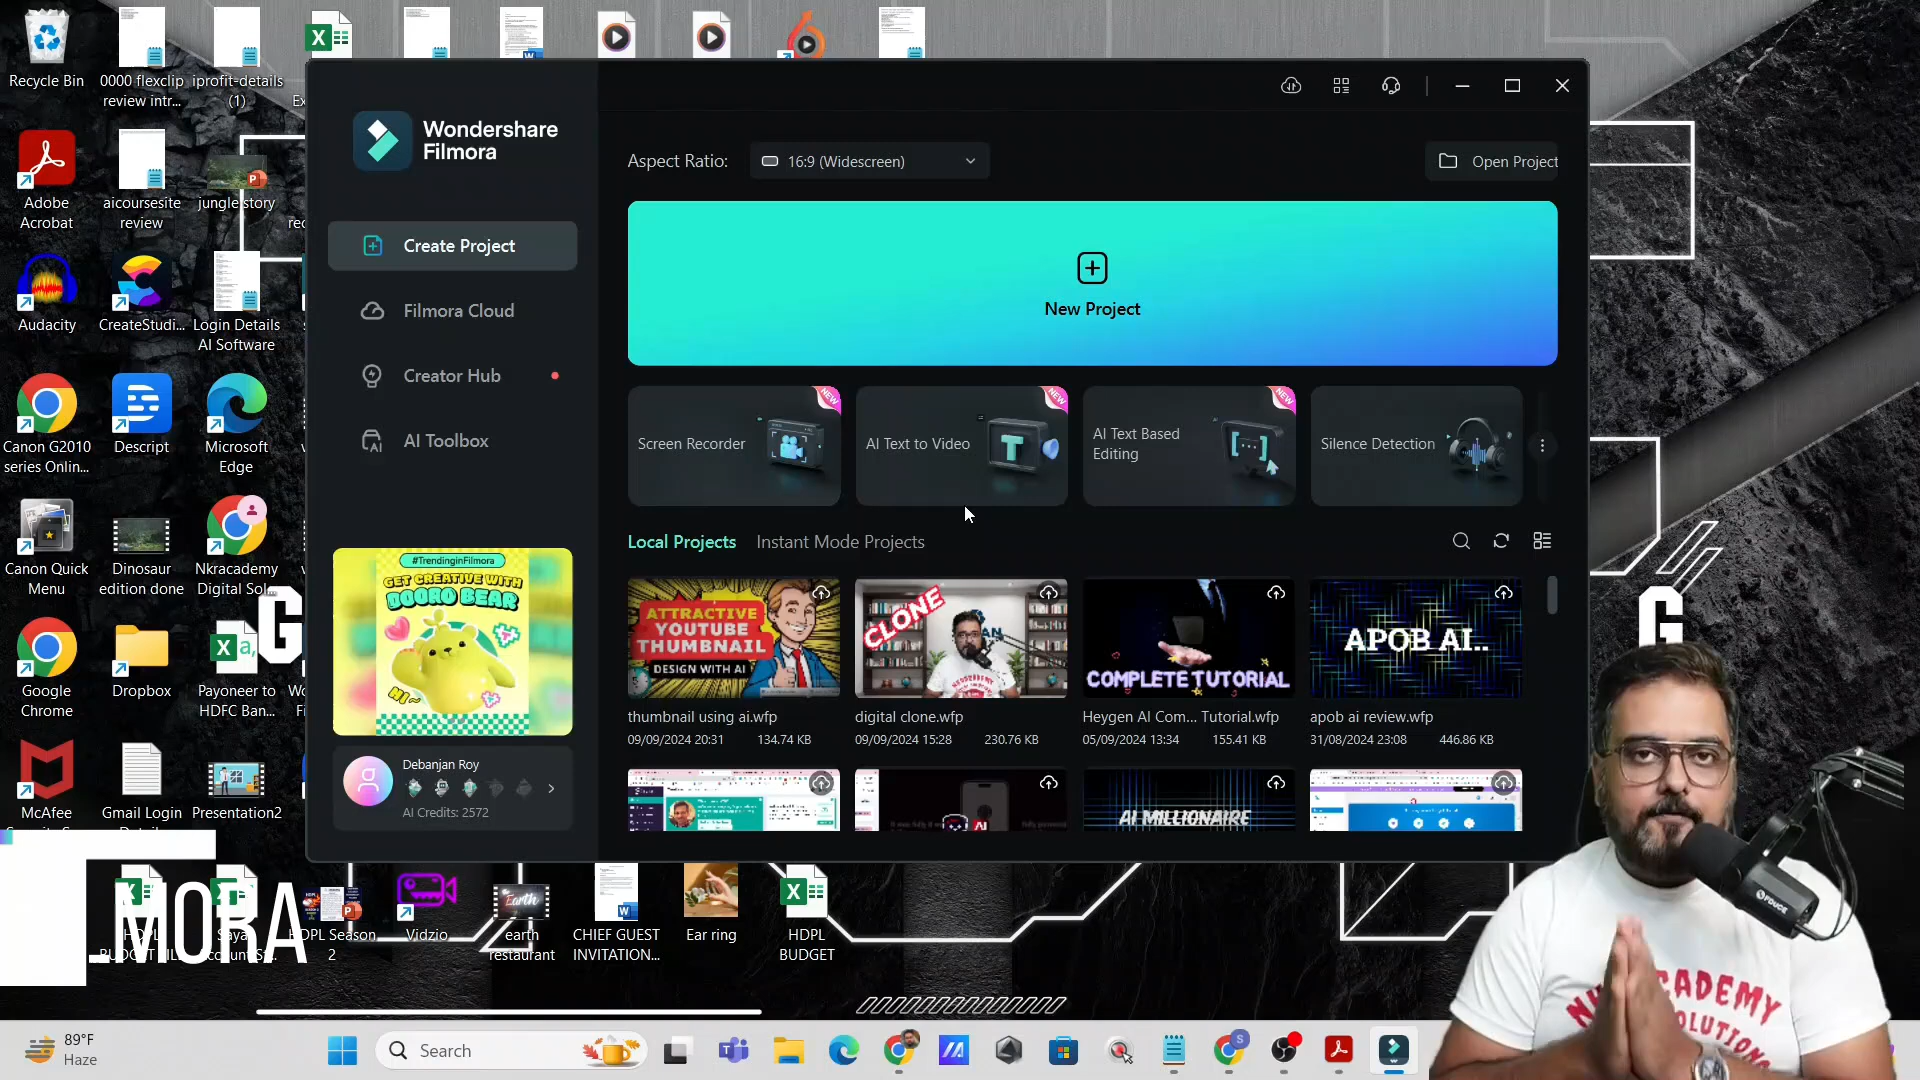 Recycle Bin
0000 flexclip
review intr...
iprofit-details
(1)
Wondershare
Filmora
Aspect Ratio:
16:9 (Widescreen)
Open Project
Adobe
Acrobat
aicoursesite
review
jungle story
Create Project
New Project
Audacity
CreateStudi...
Login Details
AI Software
Filmora Cloud
Creator Hub
AI Toolbox
Screen Recorder
NEW
AI Text to Video
NEW
AI Text Based
Editing
NEW
Silence Detection
Canon G2010
series Onlin...
Descript
Microsoft
Edge
Local Projects
Instant Mode Projects
Canon Quick
Menu
Dinosaur
edition done
Nkracademy
Digital Sol...
#TrendinginFilmora
GET CREATIVE WITH
BOORO BEAR
HI~
ATTRACTIVE
YOUTUBE
THUMBNAIL
DESIGN WITH AI
CLONE
COMPLETE TUTORIAL
APOB AI..
thumbnail using ai.wfp
09/09/2024 20:31
134.74 KB
digital clone.wfp
09/09/2024 15:28
230.76 KB
Heygen AI Com... Tutorial.wfp
05/09/2024 13:34
155.41 KB
apob ai review.wfp
31/08/2024 23:08
446.86 KB
Google
Chrome
Dropbox
Payoneer to
HDFC Ban...
G
G
Debanjan Roy
AI Credits: 2572
AI MILLIONAIRE
McAfee
Gmail Login
Presentation2
MORA
HDPL Season
2
Vidzio
Earth
earth
restaurant
CHIEF GUEST
INVITATION...
Ear ring
HDPL
BUDGET
FDUCE
89°F
Haze
Search